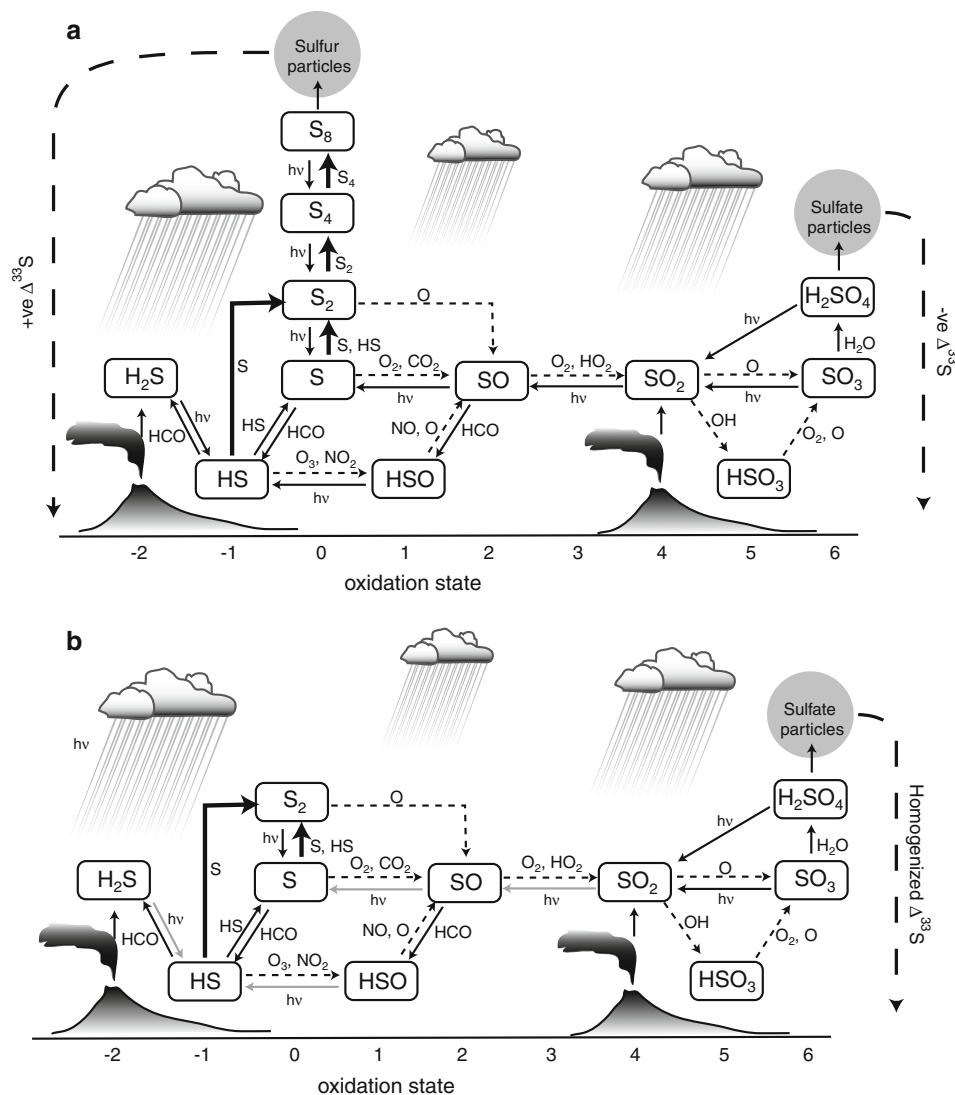 a
Sulfur
particles
S₈
hν
S₄
S₄
hν
S₂
S₂
O
hν
S, HS
S
H₂S
S
O₂, CO₂
hν
SO
O₂, HO₂
hν
SO₂
O
hν
SO₃
H₂O
H₂SO₄
hν
Sulfate
particles
hν
HCO
HS
HCO
HS
O₃, NO₂
hν
HSO
NO, O
HCO
OH
HSO₃
O₂, O
+ve Δ³³S
-ve Δ³³S
-2 -1 0 1 2 3 4 5 6
oxidation state
b
hν
Sulfate
particles
S₂
O
hν
S, HS
S
H₂S
S
O₂, CO₂
hν
SO
O₂, HO₂
hν
SO₂
O
hν
SO₃
H₂O
H₂SO₄
hν
hν
HCO
HS
HCO
HS
O₃, NO₂
hν
HSO
NO, O
HCO
OH
HSO₃
O₂, O
Homogenized Δ³³S
-2 -1 0 1 2 3 4 5 6
oxidation state